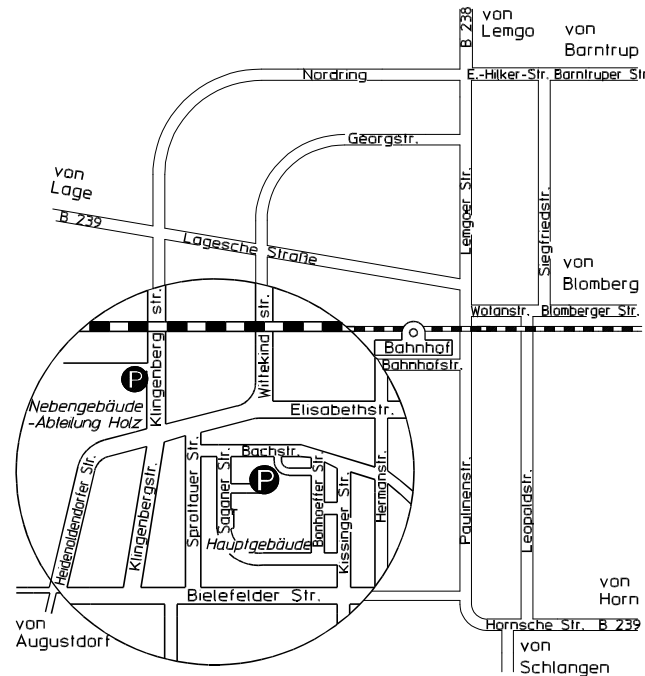 von
Lemgo
B 238
von
Barntrup
Nordring
E.-Hilker-Str.
Barntruper Str
Georgstr.
von
Lage
B 239
Lagesche Straße
Lemgoer Str.
Siegfriedstr.
von
Blomberg
Wotanstr.
Blomberger Str.
Klingenberg str.
Wittekind str.
Bahnhof
Bahnhofstr.
P
Nebengebäude
-Abteilung Holz
Elisabethstr.
Bachstr.
P
Heidenoldendorfer Str.
Klingenbergstr.
Sprottauer Str.
Saganer Str.
Bonhoeffer Str.
Kissinger Str.
Hermanstr.
Paulinenstr.
Leopoldstr.
Hauptgebäude
Bielefelder Str.
von
Horn
Hornsche Str. B 239
von
Augustdorf
von
Schlangen